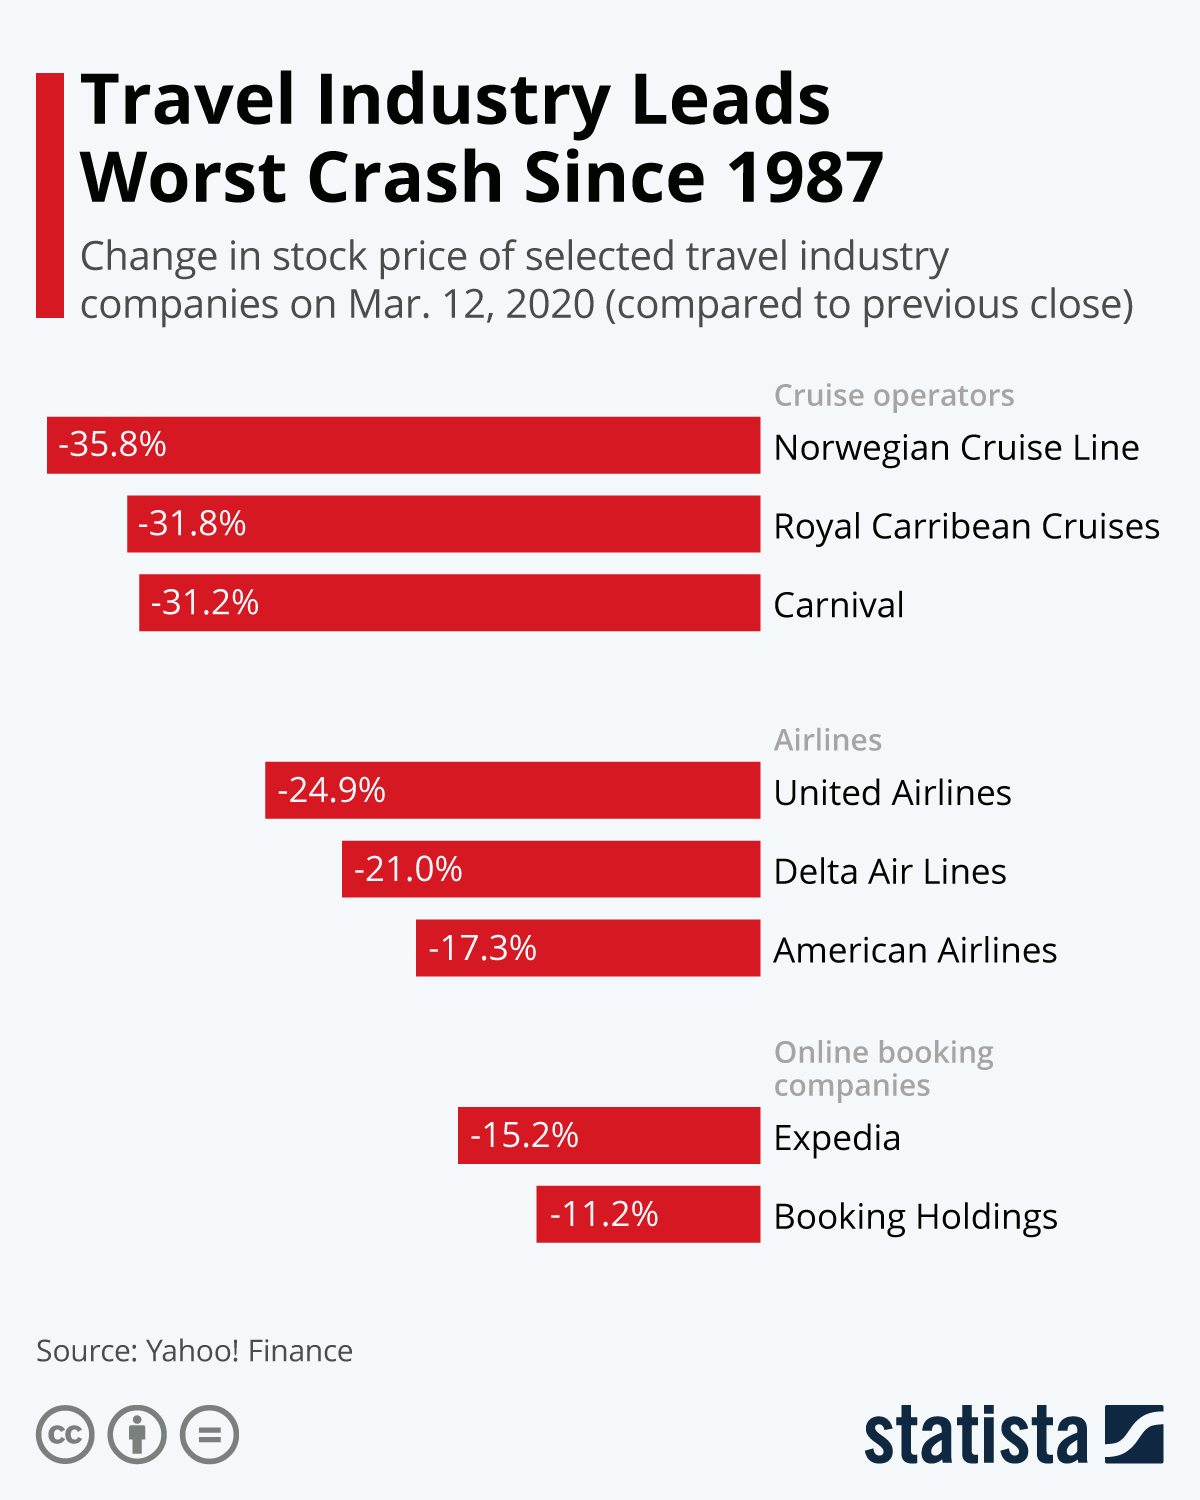 Travel Industry Leads
Worst Crash Since 1987
Change in stock price of selected travel industry
companies on Mar. 12, 2020 (compared to previous close)
Cruise operators
-35.8% Norwegian Cruise Line
-31.8% Royal Carribean Cruises
-31.2% Carnival
Airlines
-24.9% United Airlines
-21.0% Delta Air Lines
-17.3% American Airlines
Online booking
companies
-15.2% Expedia
-11.2% Booking Holdings
Source: Yahoo! Finance
cc =
statista